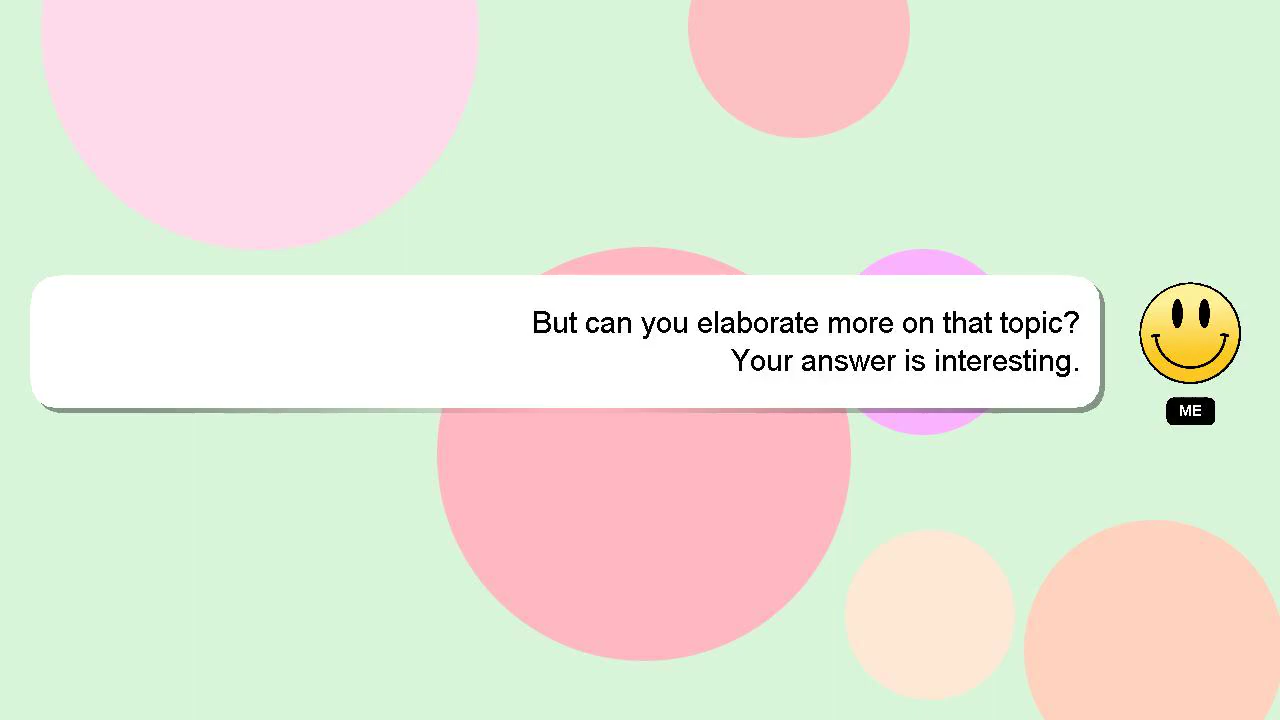 But can you elaborate more on that topic?
Your answer is interesting.
ME